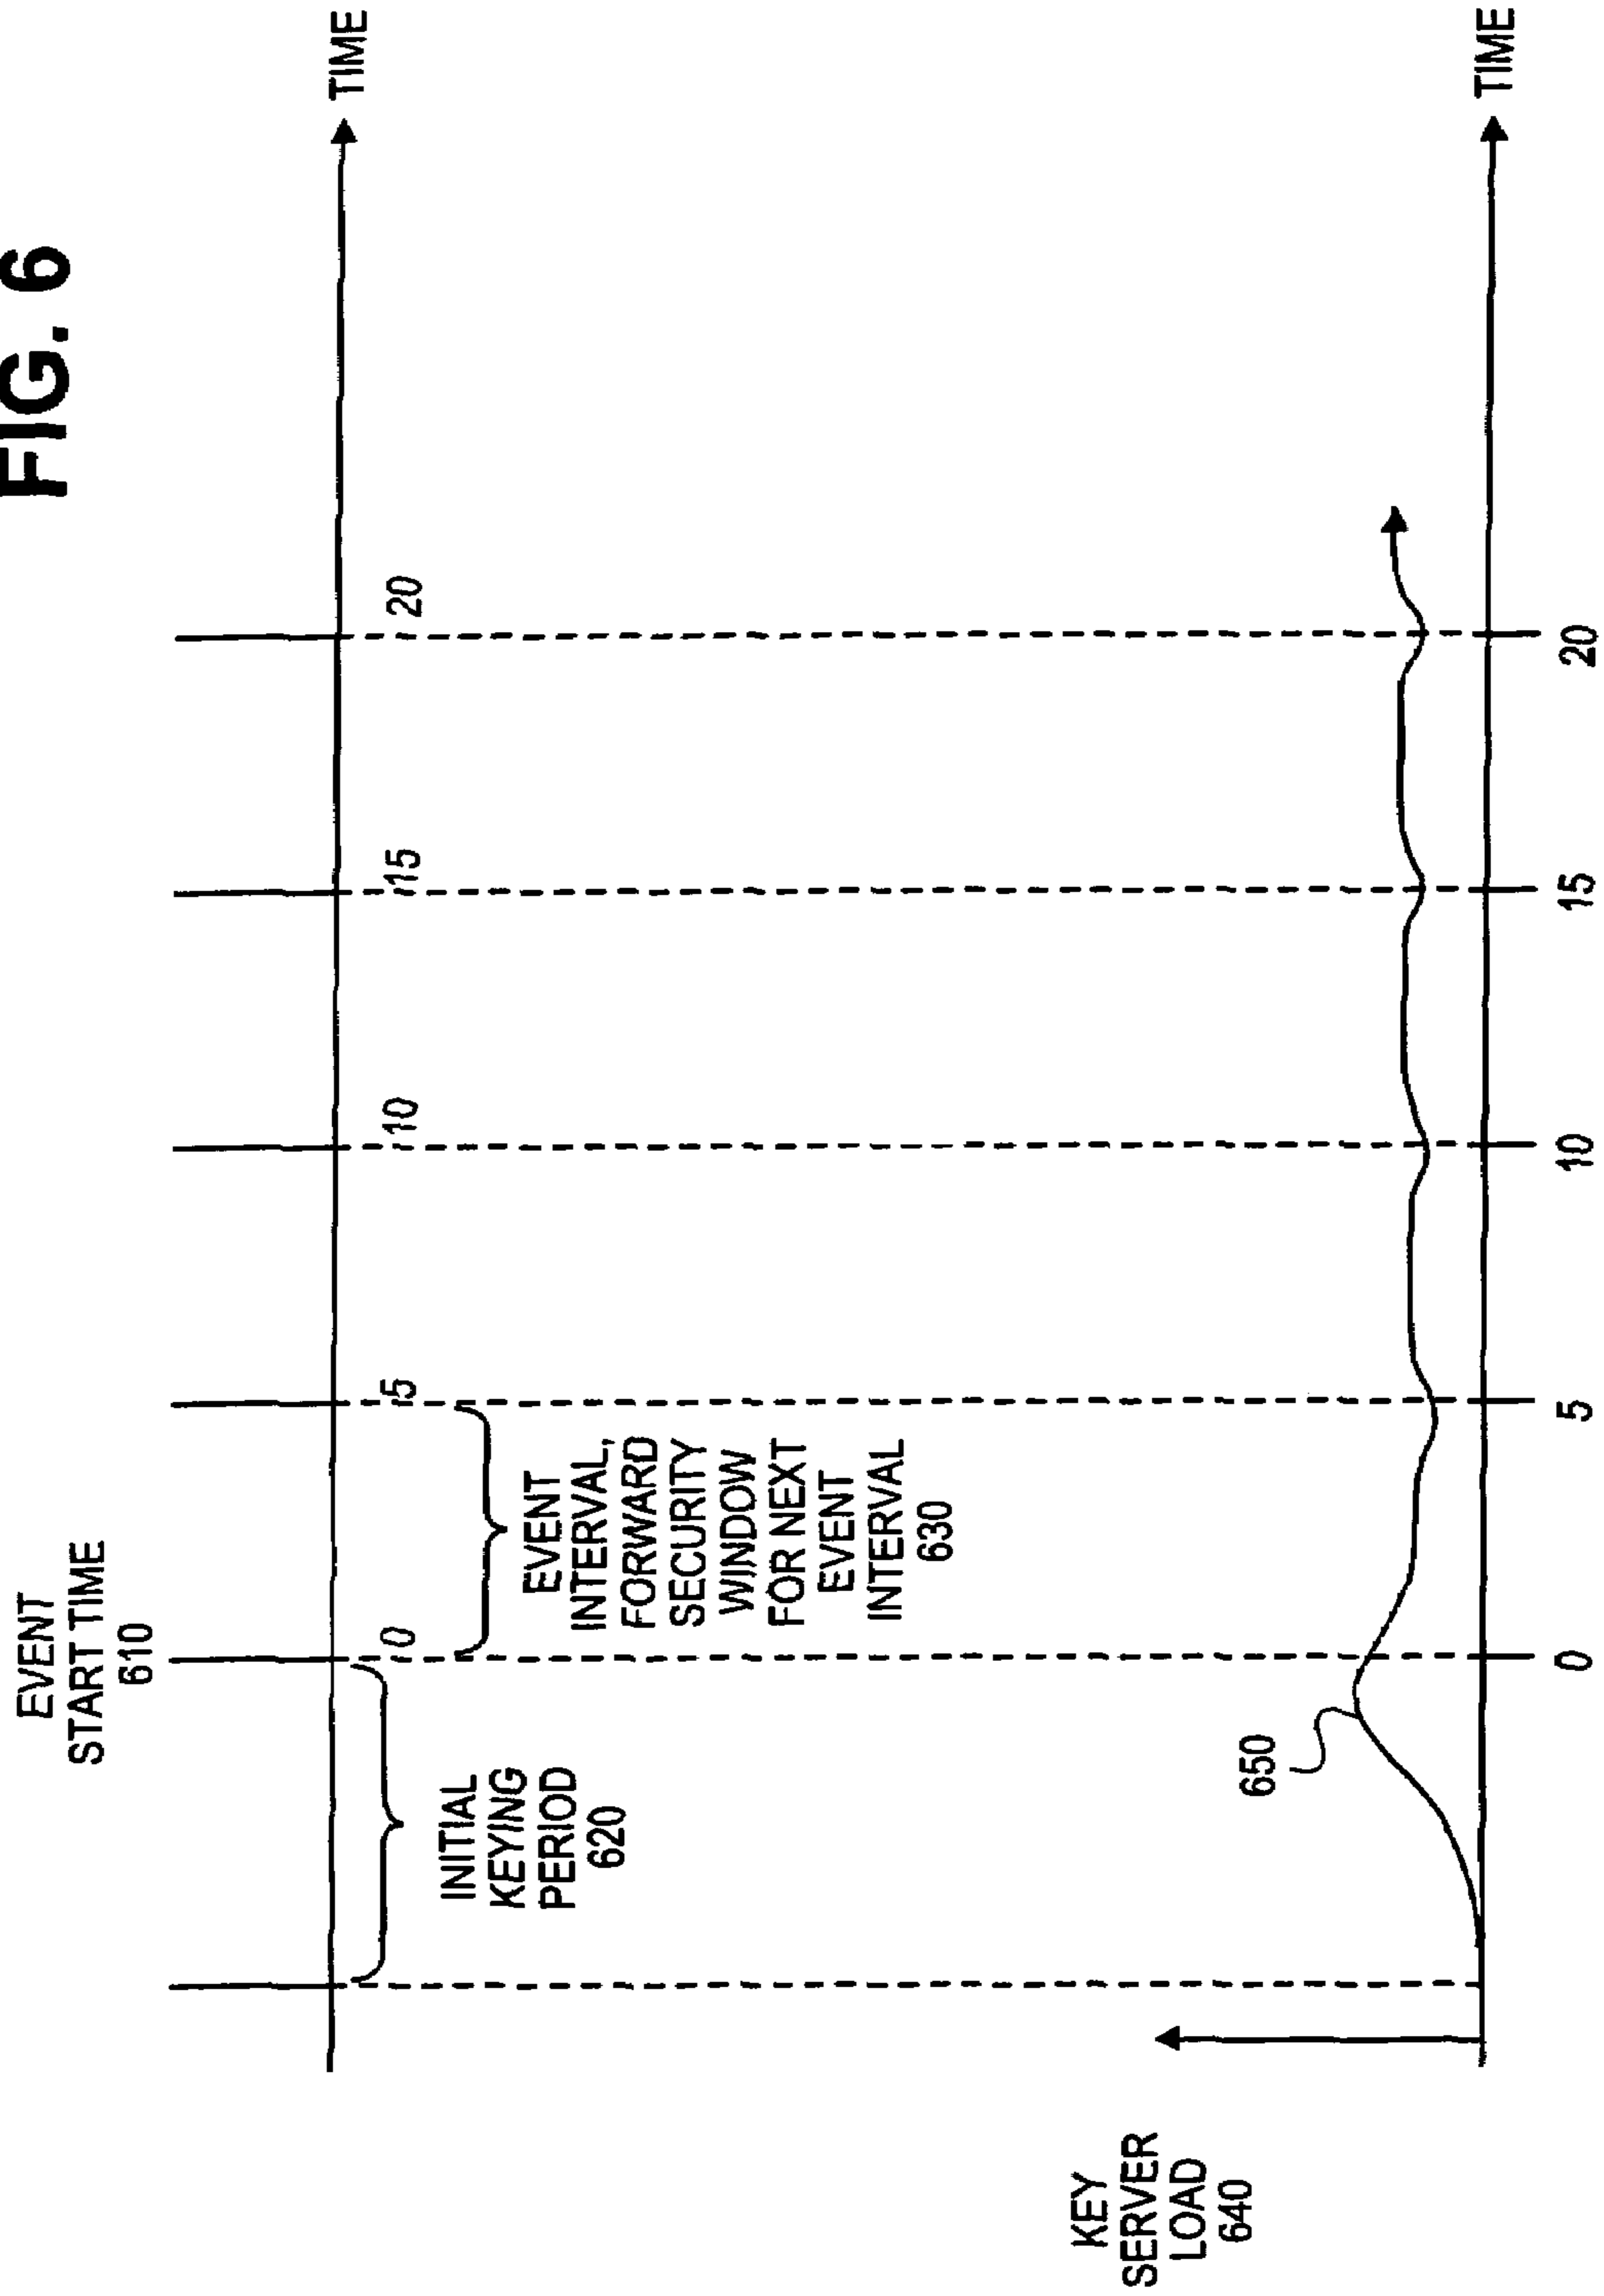 FIG. 6
EVENT
START TIME
610
TIME
0
5
10
15
20
INITIAL
KEYING
PERIOD
620
EVENT
INTERVAL,
FORWARD
SECURITY
WINDOW
FOR NEXT
EVENT
INTERVAL
630
KEY
SERVER
LOAD
640
650
TIME
0
5
10
15
20